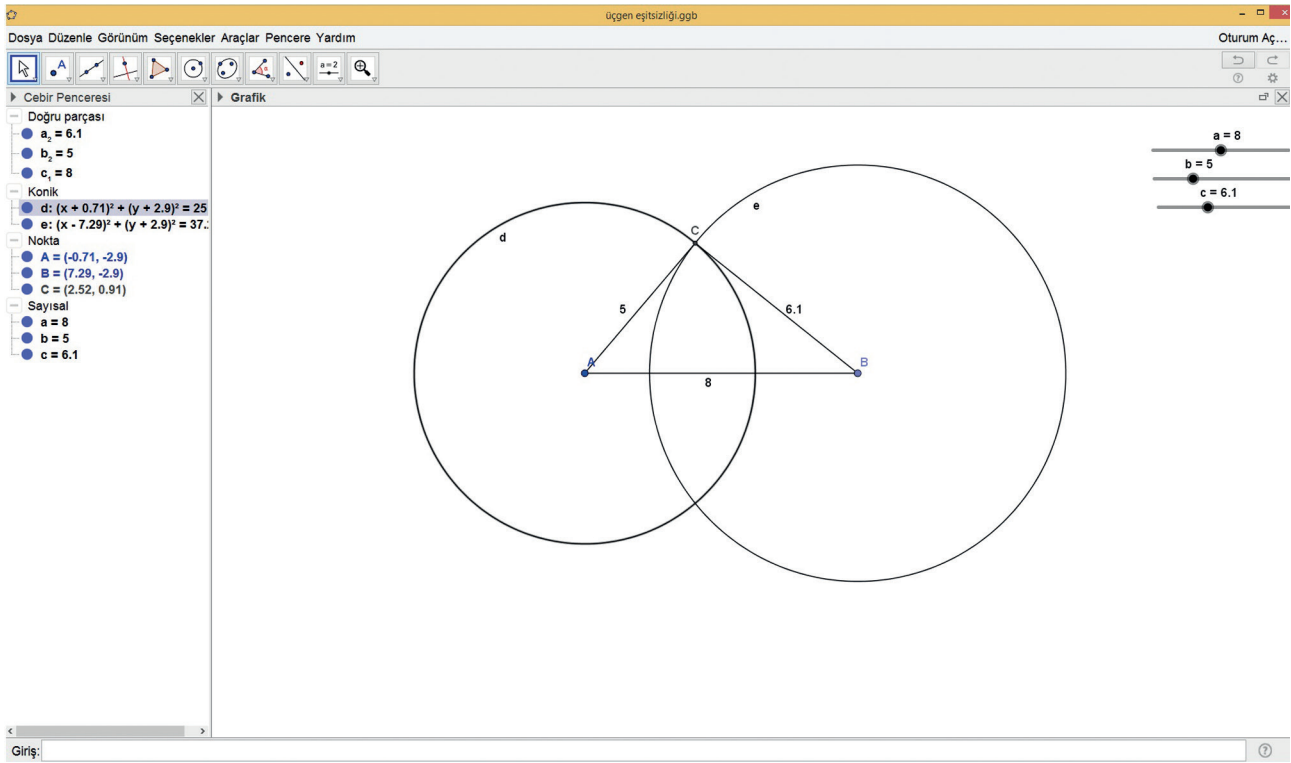 üçgen eşitsizliği.ggb
Dosya Düzenle Görünüm Seçenekler Araçlar Pencere Yardım
Oturum Aç...
A
a=2
Cebir Penceresi
Grafik
Doğru parçası
a₂ = 6.1
b₂ = 5
c₁ = 8
Konik
d: (x + 0.71)² + (y + 2.9)² = 25
e: (x - 7.29)² + (y + 2.9)² = 37.
Nokta
A = (-0.71, -2.9)
B = (7.29, -2.9)
C = (2.52, 0.91)
Sayısal
a = 8
b = 5
c = 6.1
a = 8
b = 5
c = 6.1
e
d
C
5
6.1
A
B
8
Giriş: